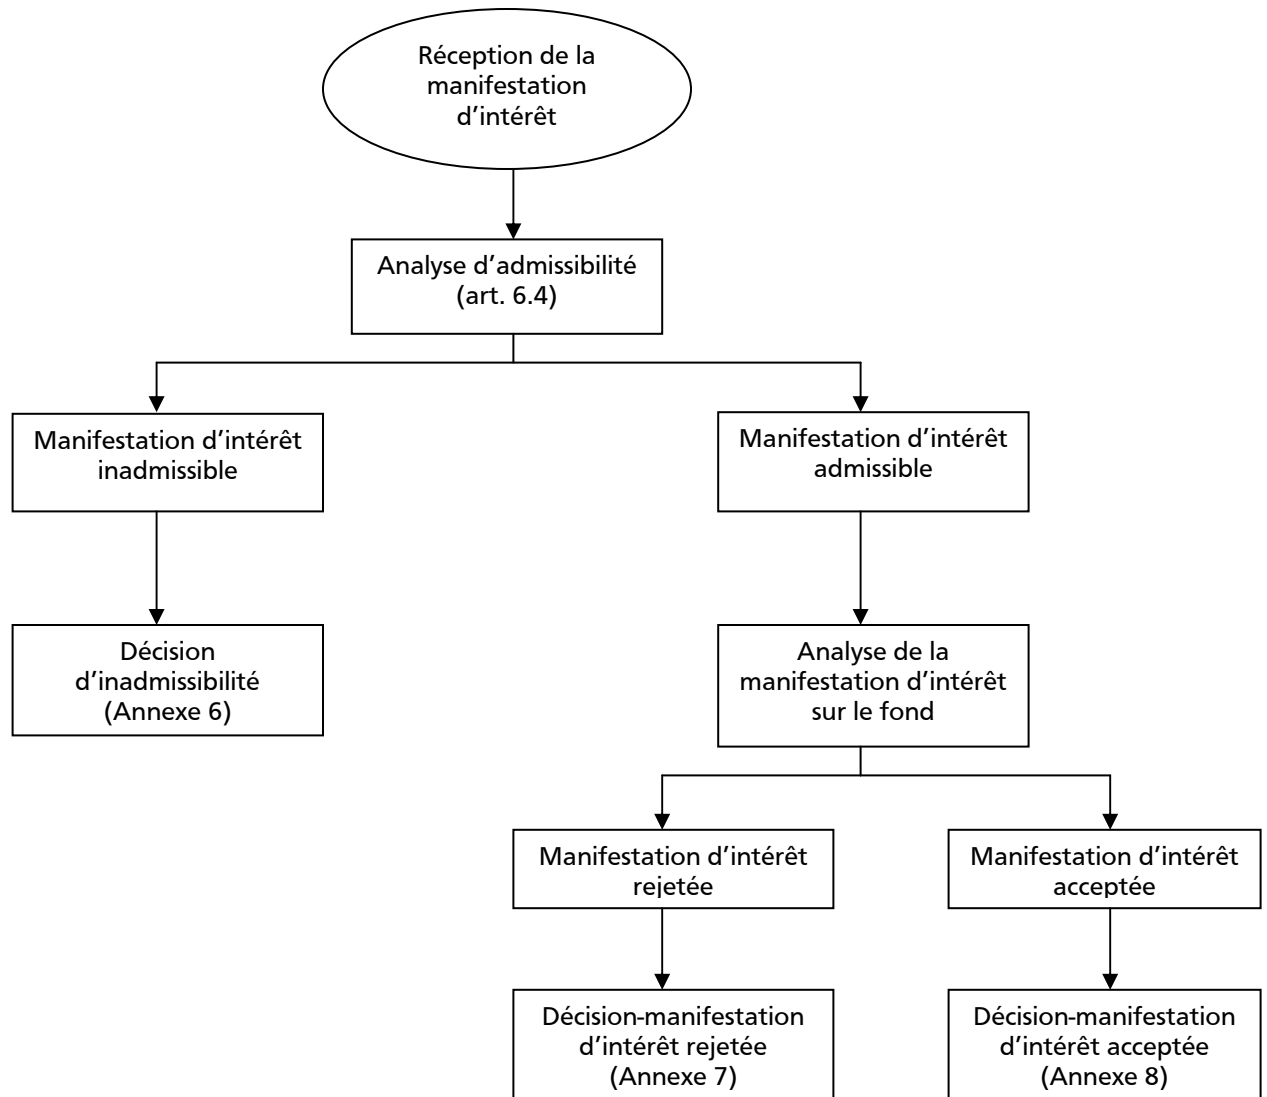 Réception de la
manifestation
d’intérêt
Analyse d’admissibilité
(art. 6.4)
Manifestation d’intérêt
inadmissible
Manifestation d’intérêt
admissible
Décision
d’inadmissibilité
(Annexe 6)
Analyse de la
manifestation d’intérêt
sur le fond
Manifestation d’intérêt
rejetée
Manifestation d’intérêt
acceptée
Décision-manifestation
d’intérêt rejetée
(Annexe 7)
Décision-manifestation
d’intérêt acceptée
(Annexe 8)